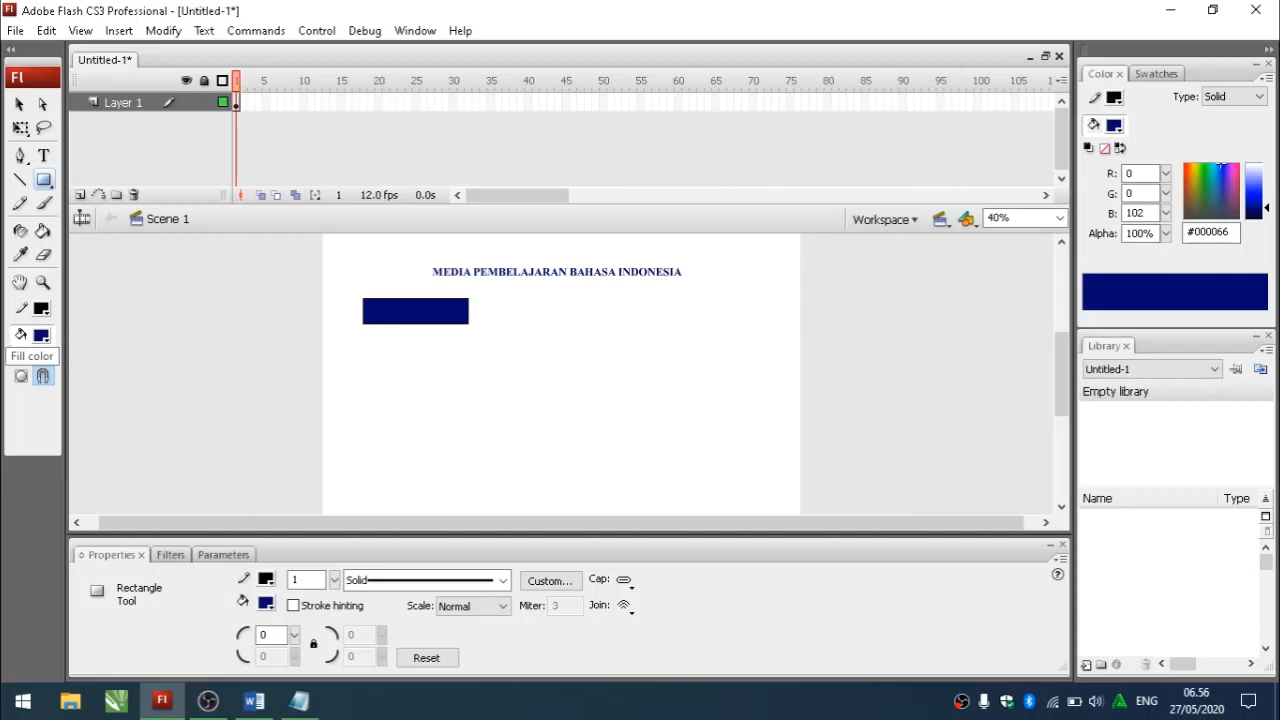 Adobe Flash CS3 Professional - [Untitled-1*]
File Edit View Insert Modify Text Commands Control Debug Window Help
Untitled-1*
1 5 10 15 20 25 30 35 40 45 50 55 60 65 70 75 80 85 90 95 100 105 1
Layer 1
1 12.0 fps 0.0s
Scene 1
Workspace
40%
MEDIA PEMBELAJARAN BAHASA INDONESIA
Fill color
Fl
Color Swatches
Type: Solid
R: 0
G: 0
B: 102
Alpha: 100% #000066
Library
Untitled-1
Empty library
Name Type
Properties Filters Parameters
Rectangle
Tool
1 Solid Custom... Cap:
Stroke hinting Scale: Normal Miter: 3 Join:
0 0
0 0 Reset
ENG
06.56
27/05/2020